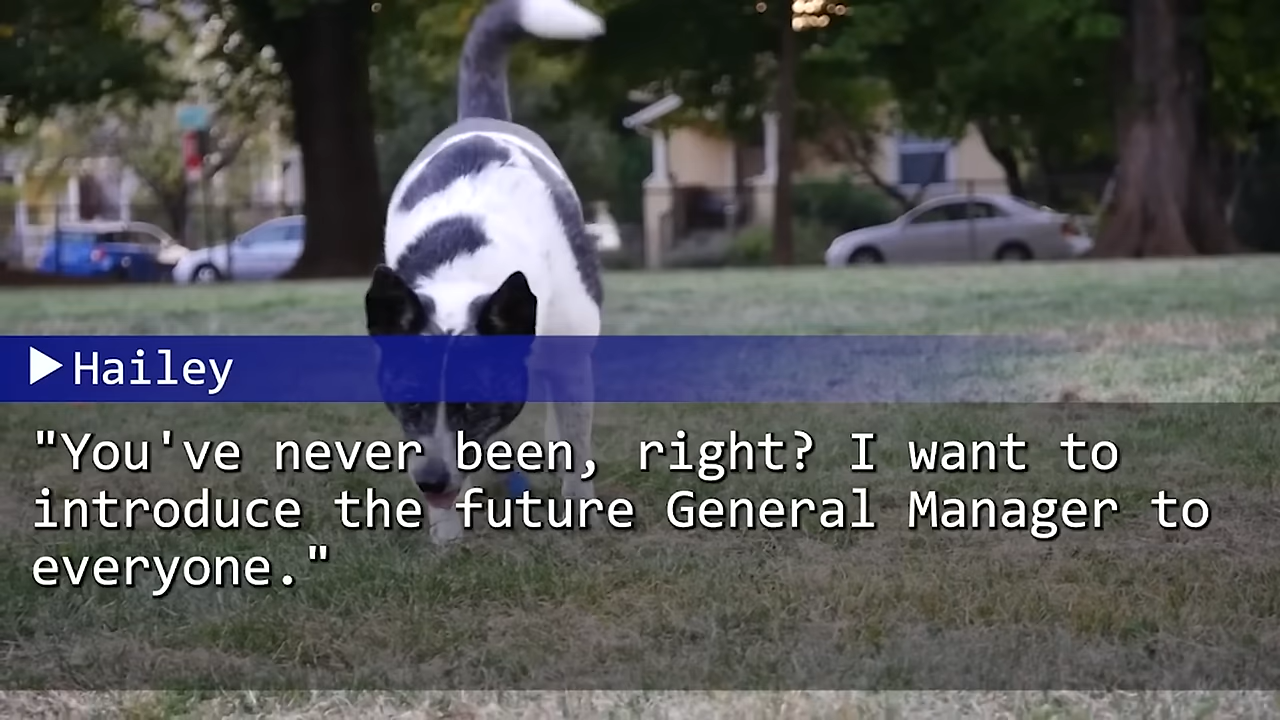 Hailey
"You've never been, right? I want to
introduce the future General Manager to
everyone."